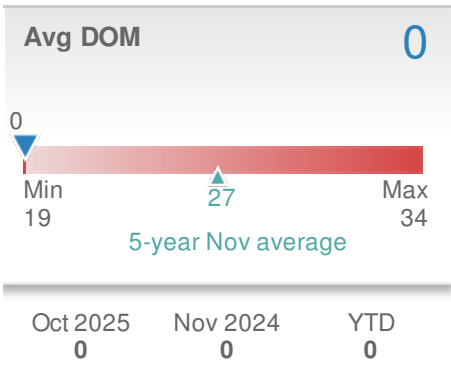 Avg DOM 0
0
Min Max
19 27 34
5-year Nov average
Oct 2025 Nov 2024 YTD
0 0 0